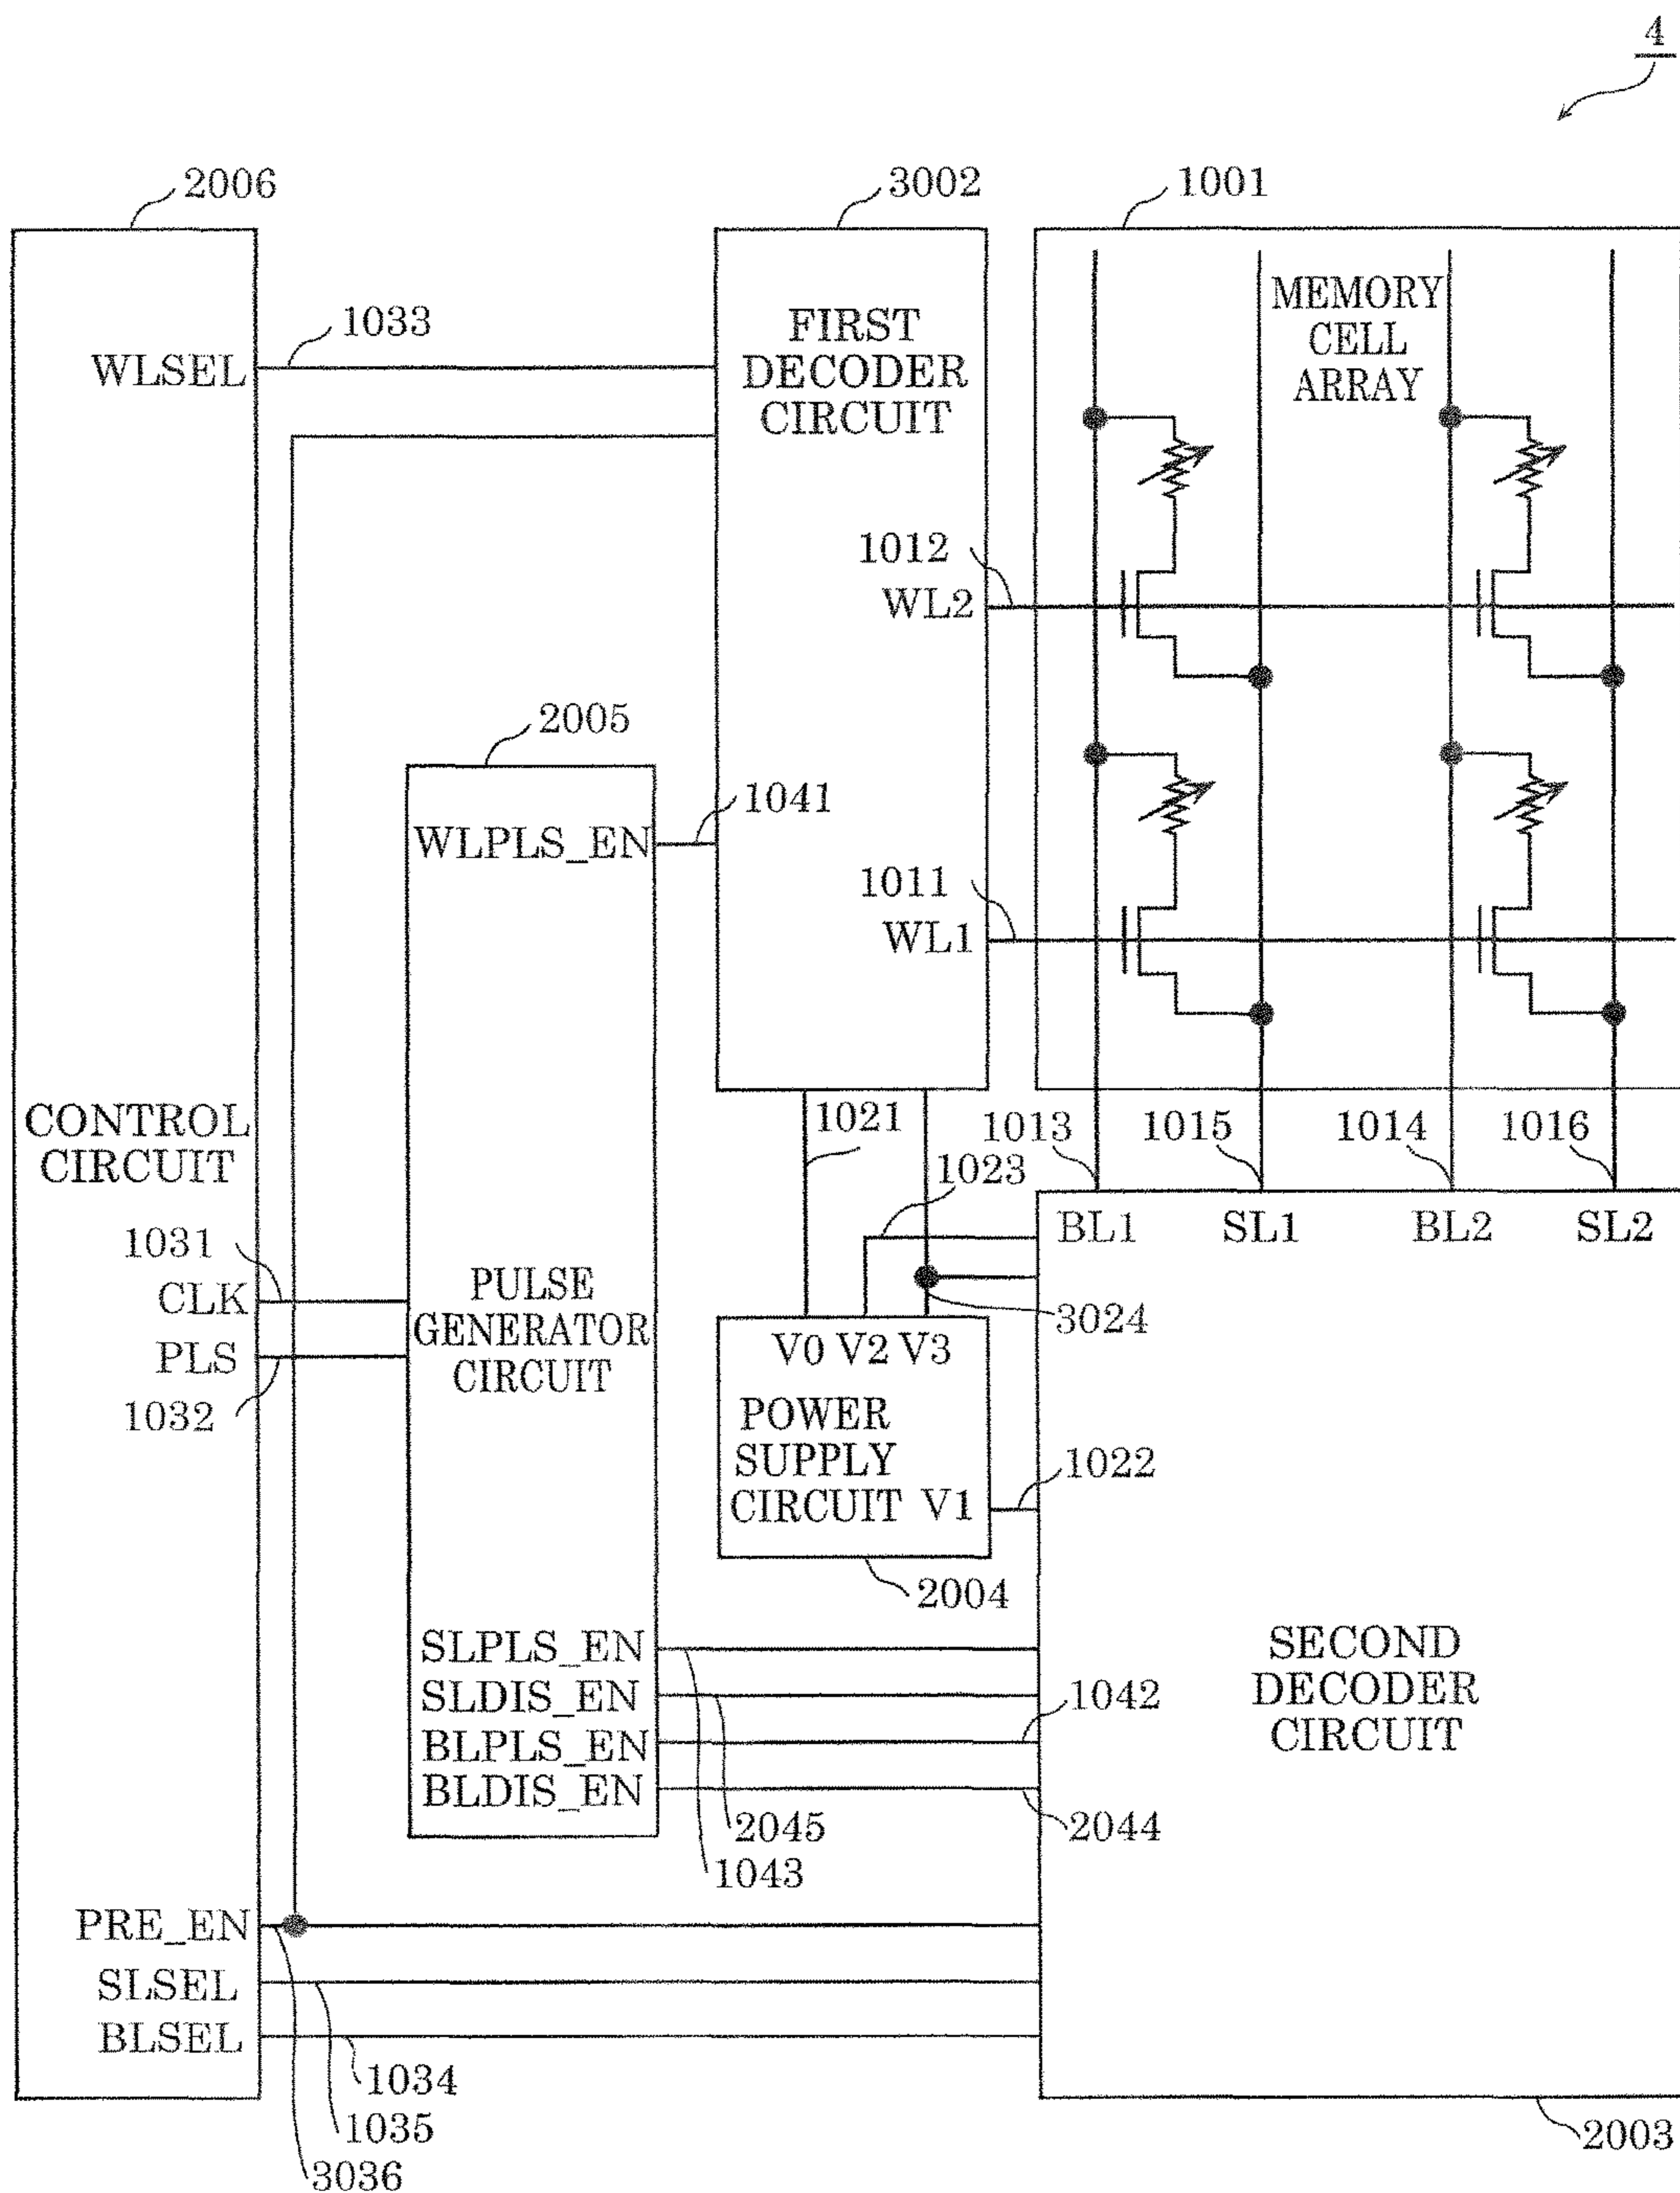 4
2006
3002
1001
1033
WLSEL
FIRST
DECODER
CIRCUIT
MEMORY
CELL
ARRAY
1012
WL2
2005
1041
WLPLS_EN
1011
WL1
CONTROL
CIRCUIT
1021
1013
1015
1014
1016
1023
BL1
SL1
BL2
SL2
1031
CLK
PLS
1032
PULSE
GENERATOR
CIRCUIT
3024
V0 V2 V3
POWER
SUPPLY
CIRCUIT V1
1022
2004
SLPLS_EN
SLDIS_EN
BLPLS_EN
BLDIS_EN
1042
2045
2044
1043
SECOND
DECODER
CIRCUIT
PRE_EN
SLSEL
BLSEL
1034
1035
3036
2003